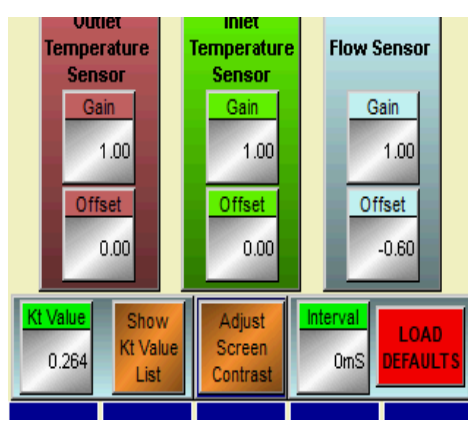 Outlet
Temperature
Sensor
Gain
1.00
Offset
0.00
Inlet
Temperature
Sensor
Gain
1.00
Offset
0.00
Flow Sensor
Gain
1.00
Offset
-0.60
Kt Value
0.264
Show
Kt Value
List
Adjust
Screen
Contrast
Interval
0mS
LOAD
DEFAULTS